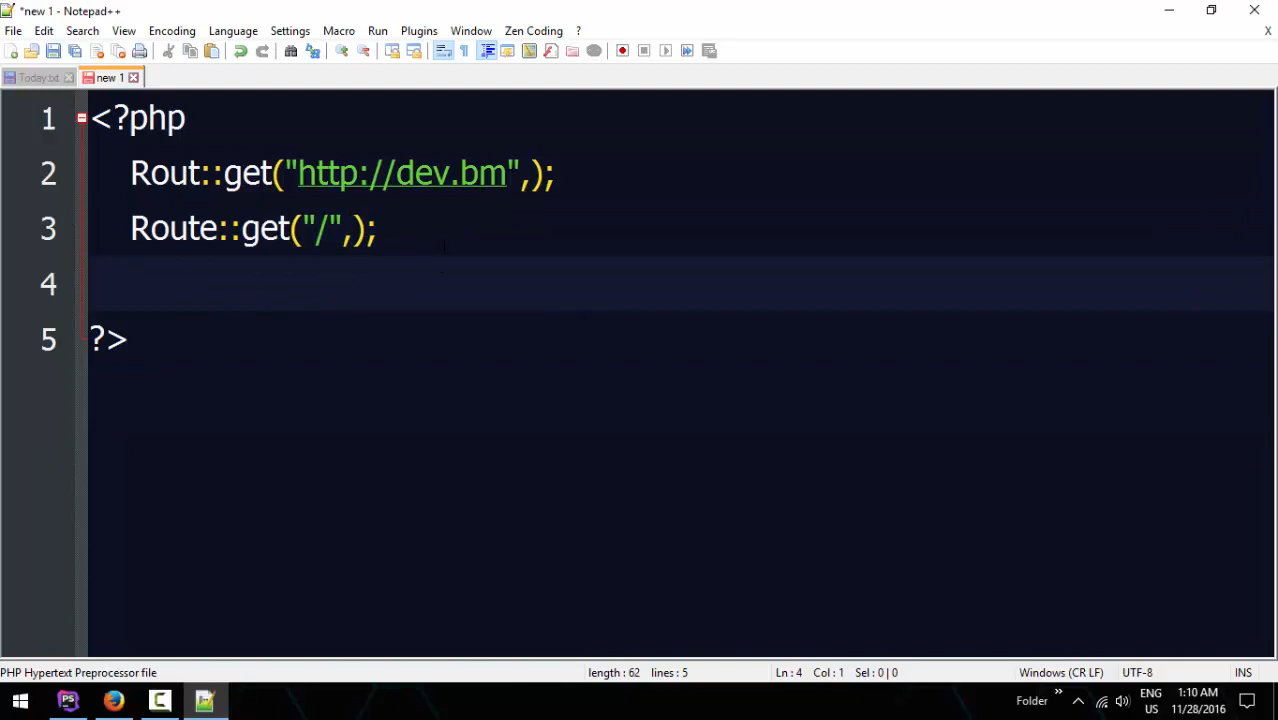 *new 1 - Notepad++
File Edit Search View Encoding Language Settings Macro Run Plugins Window Zen Coding ? X
Today.txt new 1
1 <?php
2 Rout::get("http://dev.bm",);
3 Route::get("/",);
4
5 ?>
PHP Hypertext Preprocessor file length : 62 lines : 5 Ln : 4 Col : 1 Sel : 0 | 0 Windows (CR LF) UTF-8 INS
Folder ENG 1:10 AM
US 11/28/2016